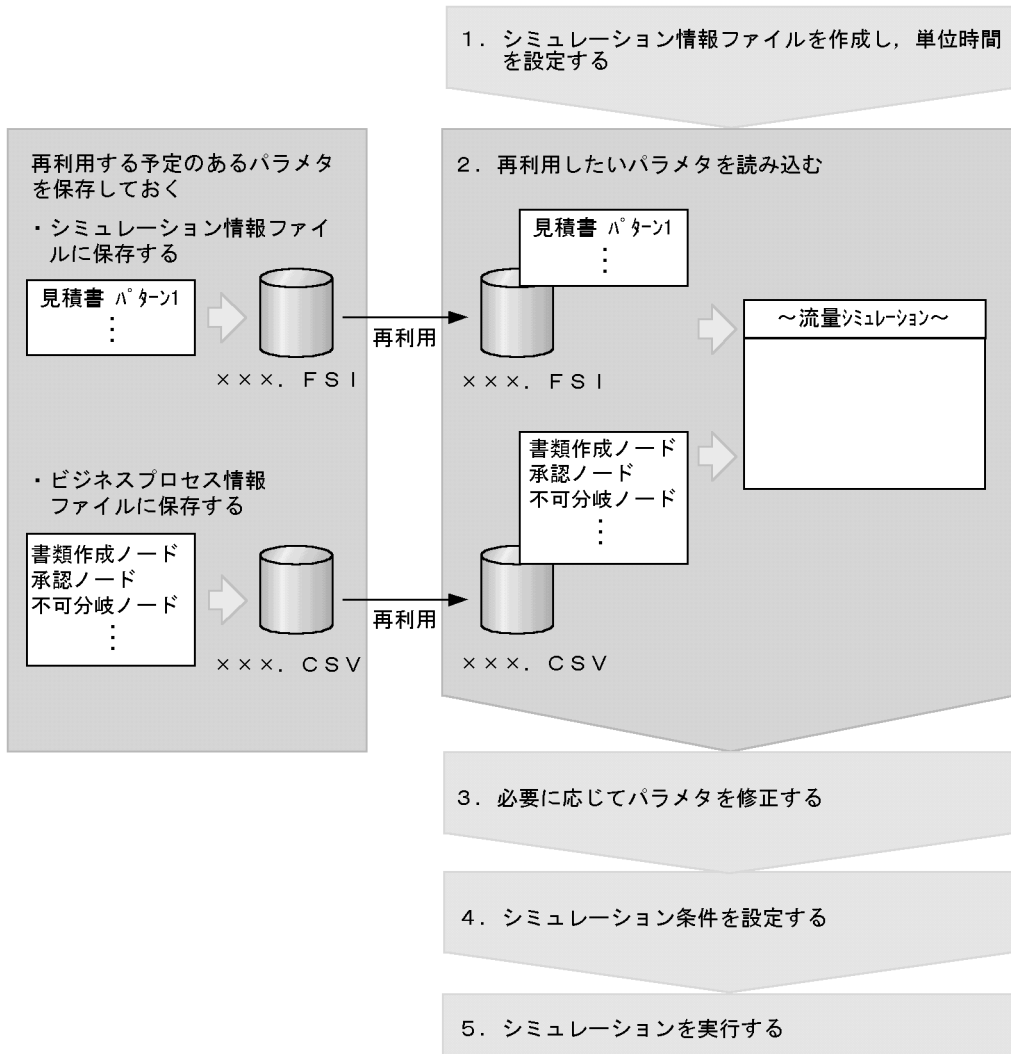 1．シミュレーション情報ファイルを作成し，単位時間
を設定する
再利用する予定のあるパラメタ
を保存しておく
・シミュレーション情報ファイ
ルに保存する
見積書 ﾊﾟﾀｰﾝ1
：
×××．ＦＳＩ
再利用
・ビジネスプロセス情報
ファイルに保存する
書類作成ノード
承認ノード
不可分岐ノード
：
×××．ＣＳＶ
再利用
2．再利用したいパラメタを読み込む
見積書 ﾊﾟﾀｰﾝ1
：
×××．ＦＳＩ
～流量ｼﾐｭﾚｰｼｮﾝ～
書類作成ノード
承認ノード
不可分岐ノード
：
×××．ＣＳＶ
3．必要に応じてパラメタを修正する
4．シミュレーション条件を設定する
5．シミュレーションを実行する